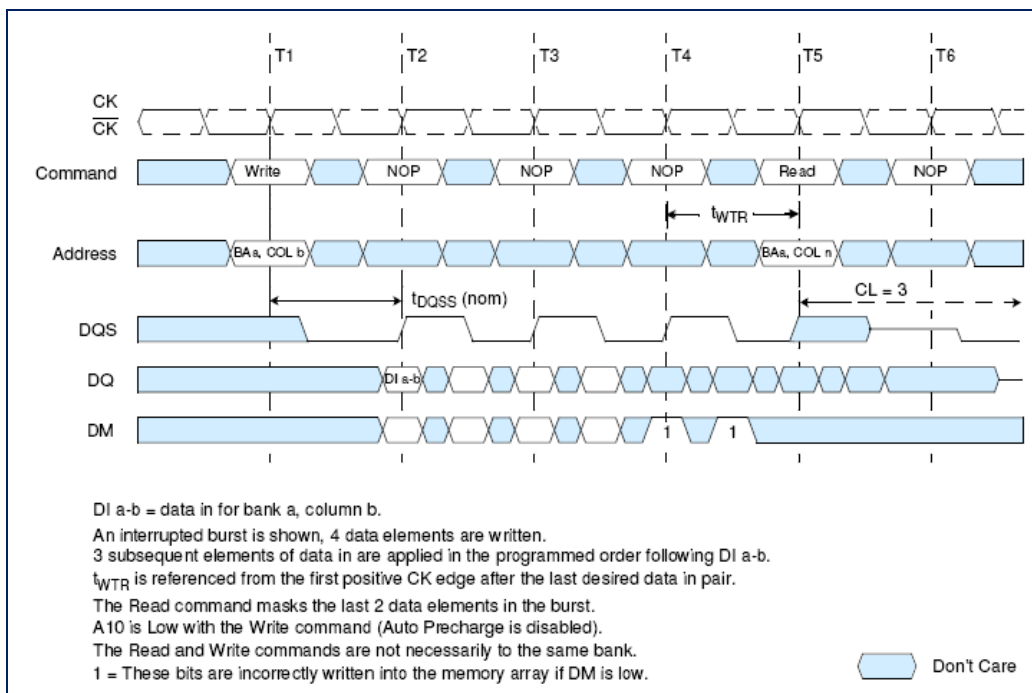 T1 T2 T3 T4 T5 T6
CK
CK
Command Write NOP NOP NOP Read NOP
tWTR
Address BAa, COL b BAa, COL n
tDQSS (nom) CL = 3
DQS
DQ DI a-b
DM 1 1
DI a-b = data in for bank a, column b.
An interrupted burst is shown, 4 data elements are written.
3 subsequent elements of data in are applied in the programmed order following DI a-b.
tWTR is referenced from the first positive CK edge after the last desired data in pair.
The Read command masks the last 2 data elements in the burst.
A10 is Low with the Write command (Auto Precharge is disabled).
The Read and Write commands are not necessarily to the same bank.
1 = These bits are incorrectly written into the memory array if DM is low.
Don't Care